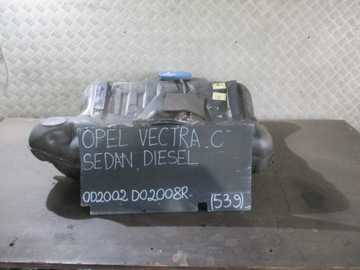 OPEL VECTRA „C"
SEDAN DIESEL
OD2002 DO2008R. (539)